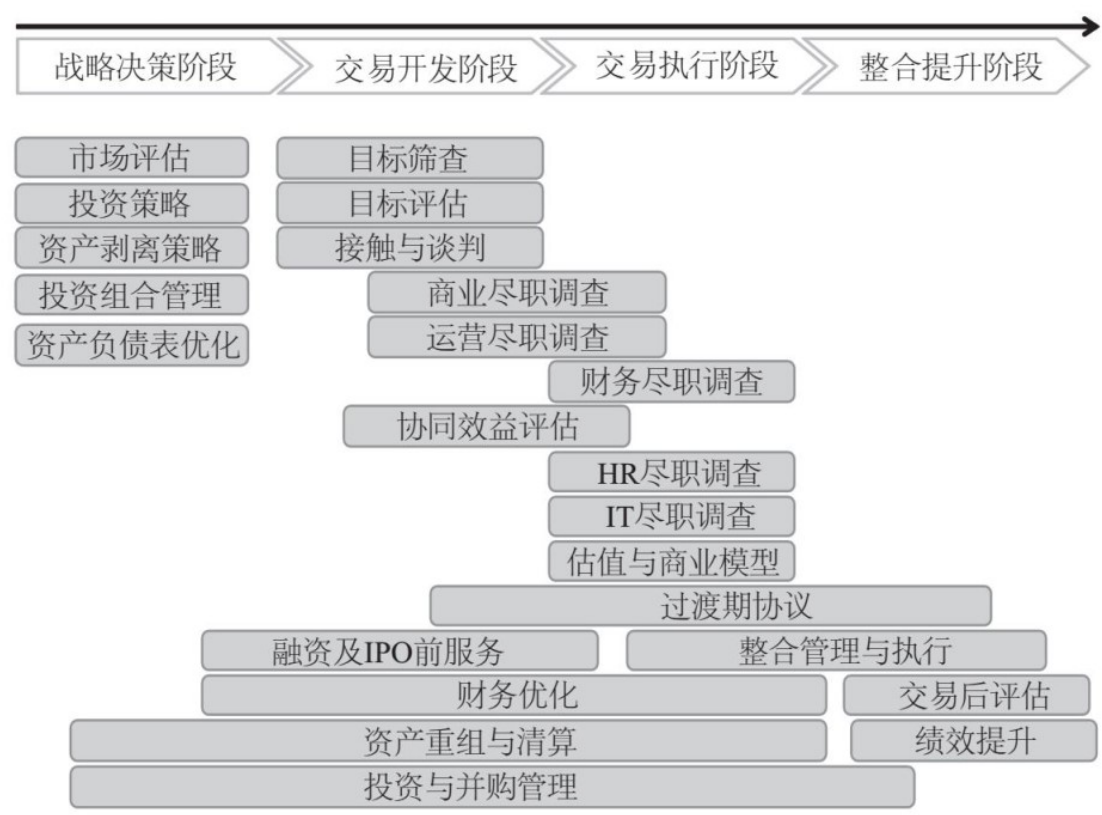 战略决策阶段 交易开发阶段 交易执行阶段 整合提升阶段
市场评估 目标筛查
投资策略 目标评估
资产剥离策略 接触与谈判
投资组合管理 商业尽职调查
资产负债表优化 运营尽职调查
财务尽职调查
协同效益评估
HR尽职调查
IT尽职调查
估值与商业模型
过渡期协议
融资及IPO前服务 整合管理与执行
财务优化 交易后评估
资产重组与清算 绩效提升
投资与并购管理